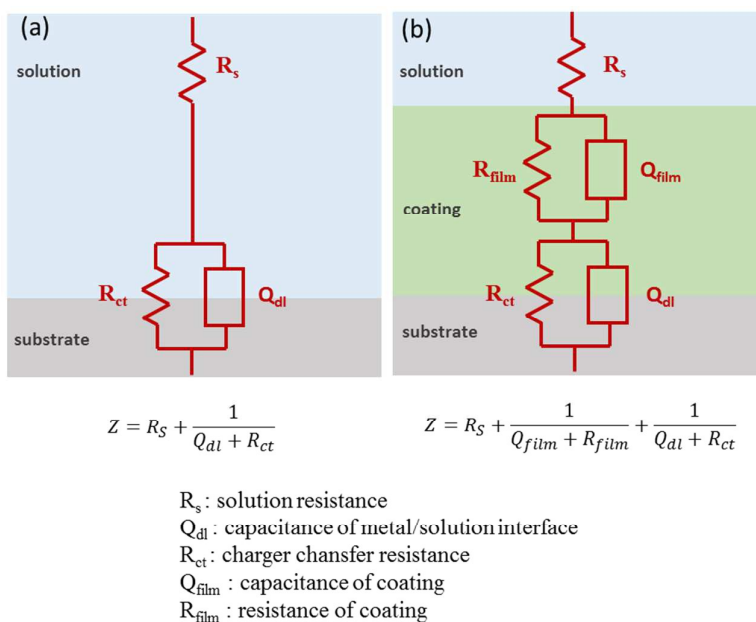 (a)
solution
Rs
Rct
Qdl
substrate
(b)
solution
Rs
Rfilm
Qfilm
coating
Rct
Qdl
substrate
Z = RS + 1/(Qdl + Rct)
Z = RS + 1/(Qfilm + Rfilm) + 1/(Qdl + Rct)
Rs : solution resistance
Qdl : capacitance of metal/solution interface
Rct : charger chansfer resistance
Qfilm : capacitance of coating
Rfilm : resistance of coating